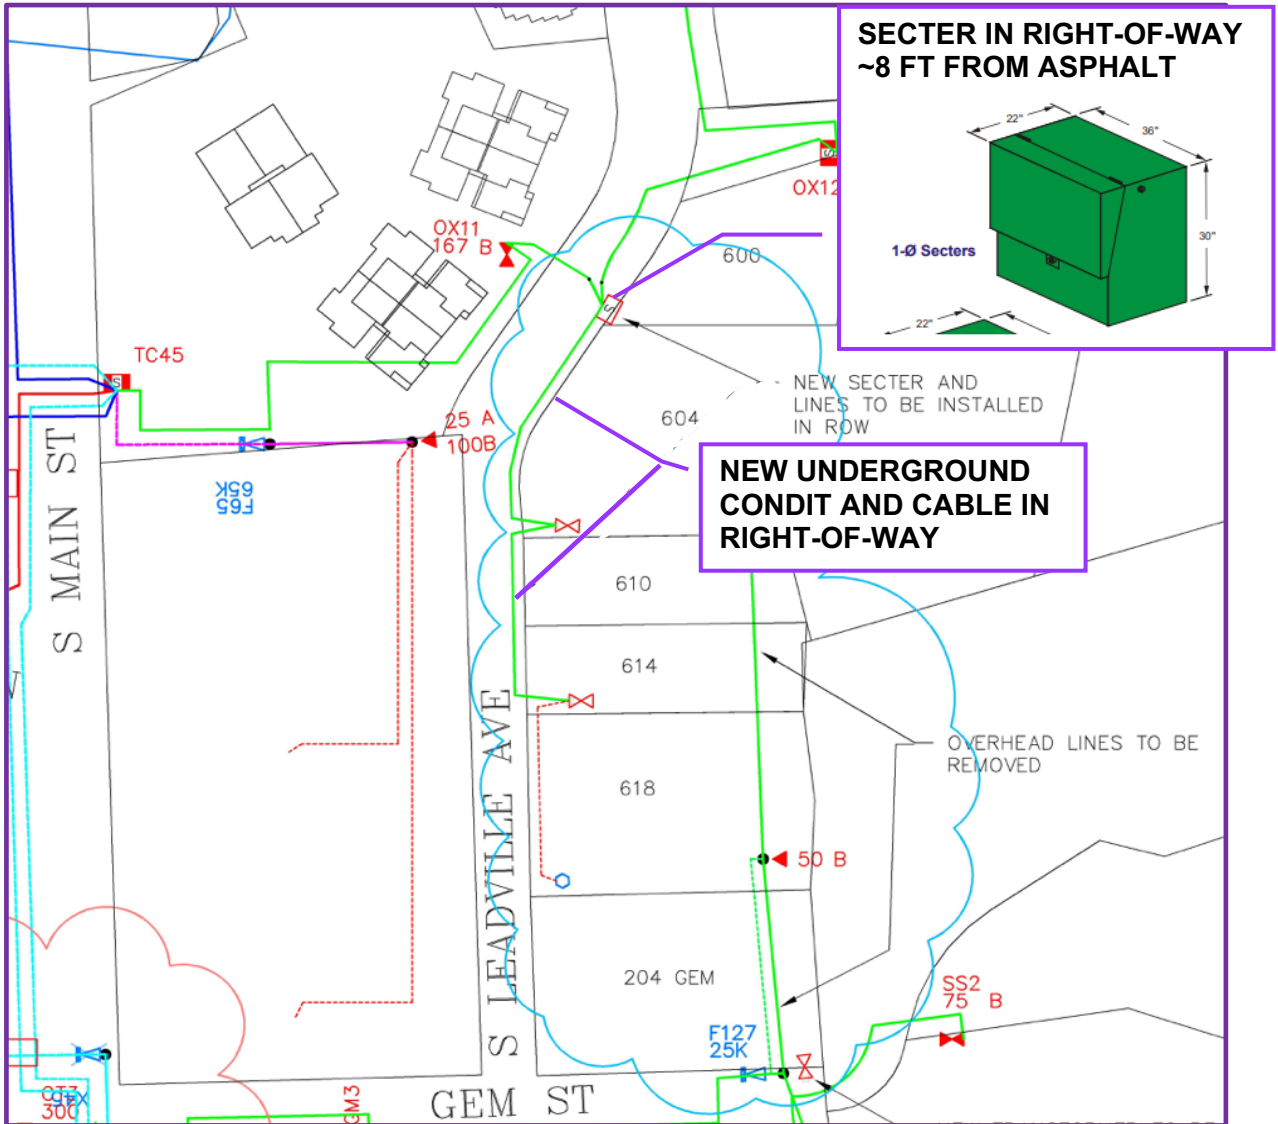 SECTER IN RIGHT-OF-WAY
~8 FT FROM ASPHALT
22"
36"
30"
1-Ø Secters
22"
OX12
OX11
167 B
S
600
S
TC45
S
NEW SECTER AND
LINES TO BE INSTALLED
IN ROW
604
25 A
100B
F65
65K
NEW UNDERGROUND
CONDIT AND CABLE IN
RIGHT-OF-WAY
S MAIN ST
610
614
S LEADVILLE AVE
OVERHEAD LINES TO BE
REMOVED
618
50 B
204 GEM
SS2
75 B
F127
25K
X45
300
GM3
GEM ST